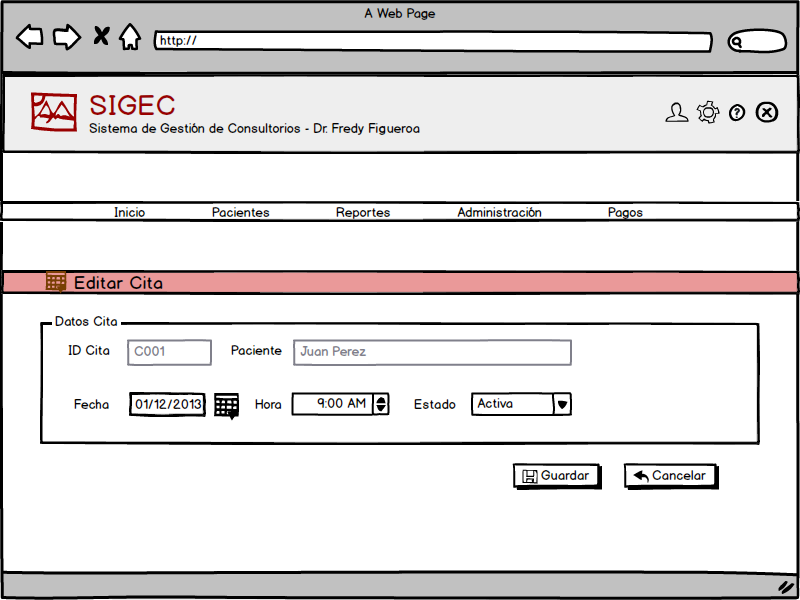 A Web Page
http://
SIGEC
Sistema de Gestión de Consultorios - Dr. Fredy Figueroa
Inicio Pacientes Reportes Administración Pagos
Editar Cita
Datos Cita
ID Cita C001 Paciente Juan Perez
Fecha 01/12/2013 Hora 9:00 AM Estado Activa
Guardar Cancelar